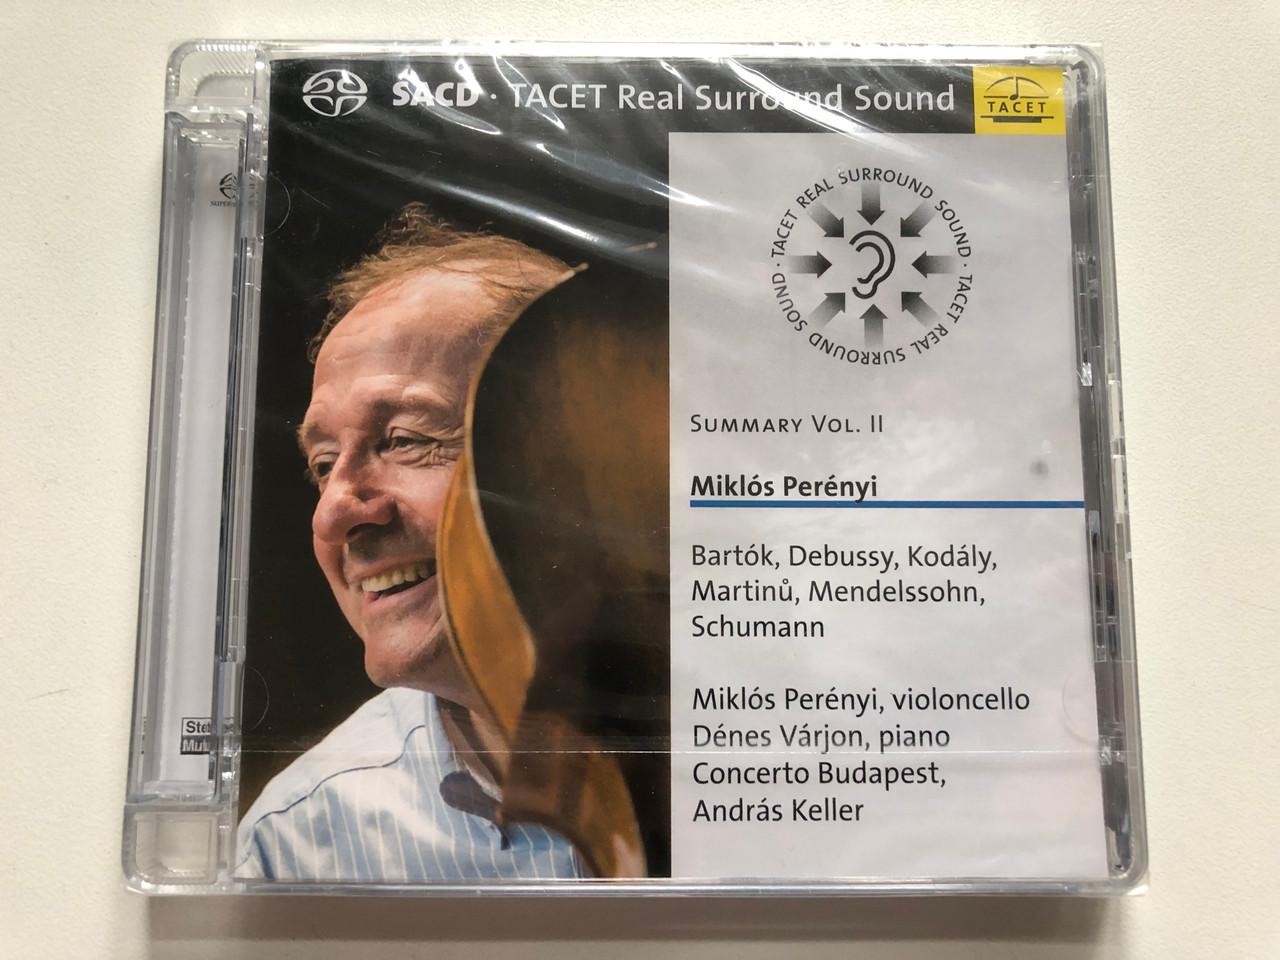 SACD · TACET Real Surround Sound
TACET
TACET REAL SURROUND SOUND · TACET REAL SURROUND SOUND ·
SUMMARY VOL. II
Miklós Perényi
Bartók, Debussy, Kodály,
Martinů, Mendelssohn,
Schumann
Miklós Perényi, violoncello
Dénes Várjon, piano
Concerto Budapest,
András Keller